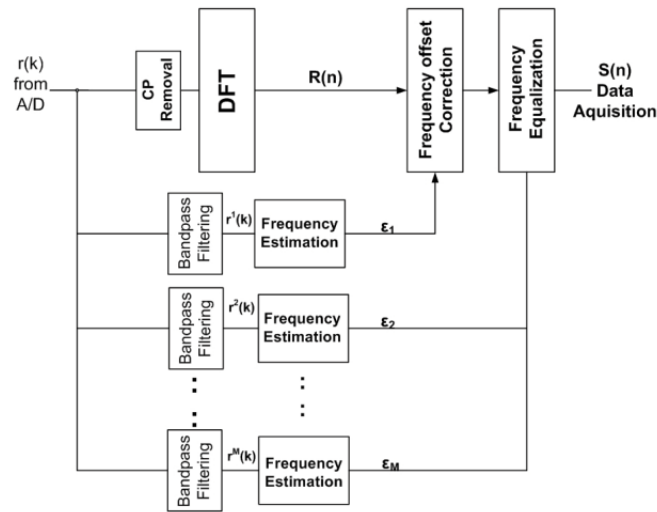 r(k)
from
A/D
CP
Removal
DFT
R(n)
Frequency offset
Correction
Frequency
Equalization
S(n)
Data
Aquisition
Bandpass
Filtering
r¹(k)
Frequency
Estimation
ε₁
Bandpass
Filtering
r²(k)
Frequency
Estimation
ε₂
Bandpass
Filtering
rᴹ(k)
Frequency
Estimation
ε_M